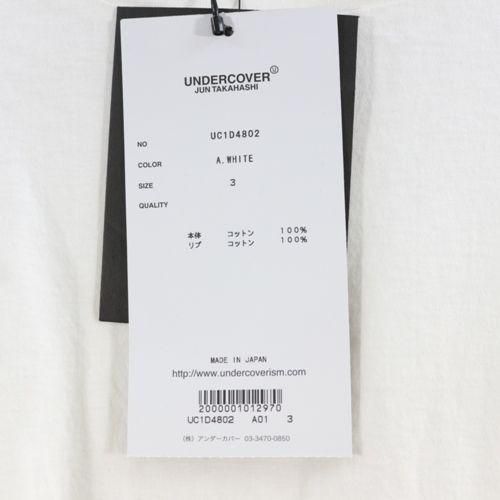 UNDERCOVER
JUN TAKAHASHI
NO UC1D4802
COLOR A.WHITE
SIZE 3
QUALITY
本体 コットン 100%
リブ コットン 100%
MADE IN JAPAN
http://www.undercoverism.com/
2000001012970
UC1D4802 A01 3
(株) アンダーカバー 03-3470-0850